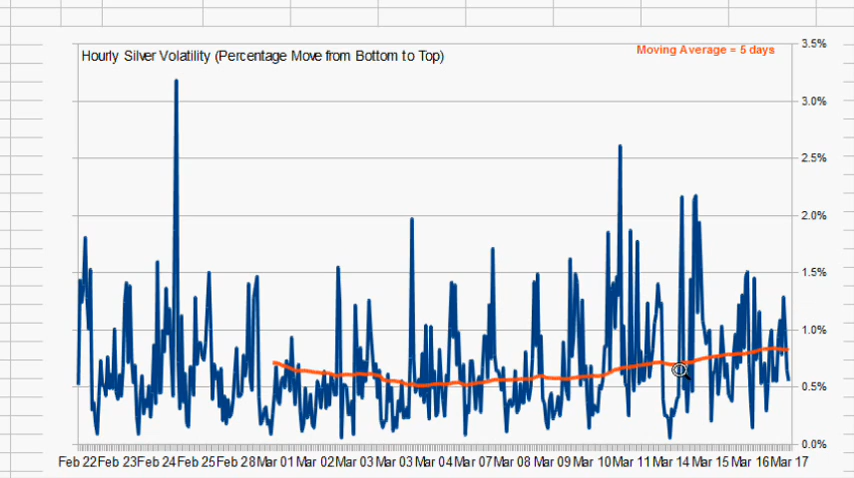 Hourly Silver Volatility (Percentage Move from Bottom to Top)
Moving Average = 5 days
3.5%
3.0%
2.5%
2.0%
1.5%
1.0%
0.5%
0.0%
Feb 22 Feb 23 Feb 24 Feb 25 Feb 28 Mar 01 Mar 02 Mar 03 Mar 03 Mar 04 Mar 07 Mar 08 Mar 09 Mar 10 Mar 11 Mar 14 Mar 15 Mar 16 Mar 17